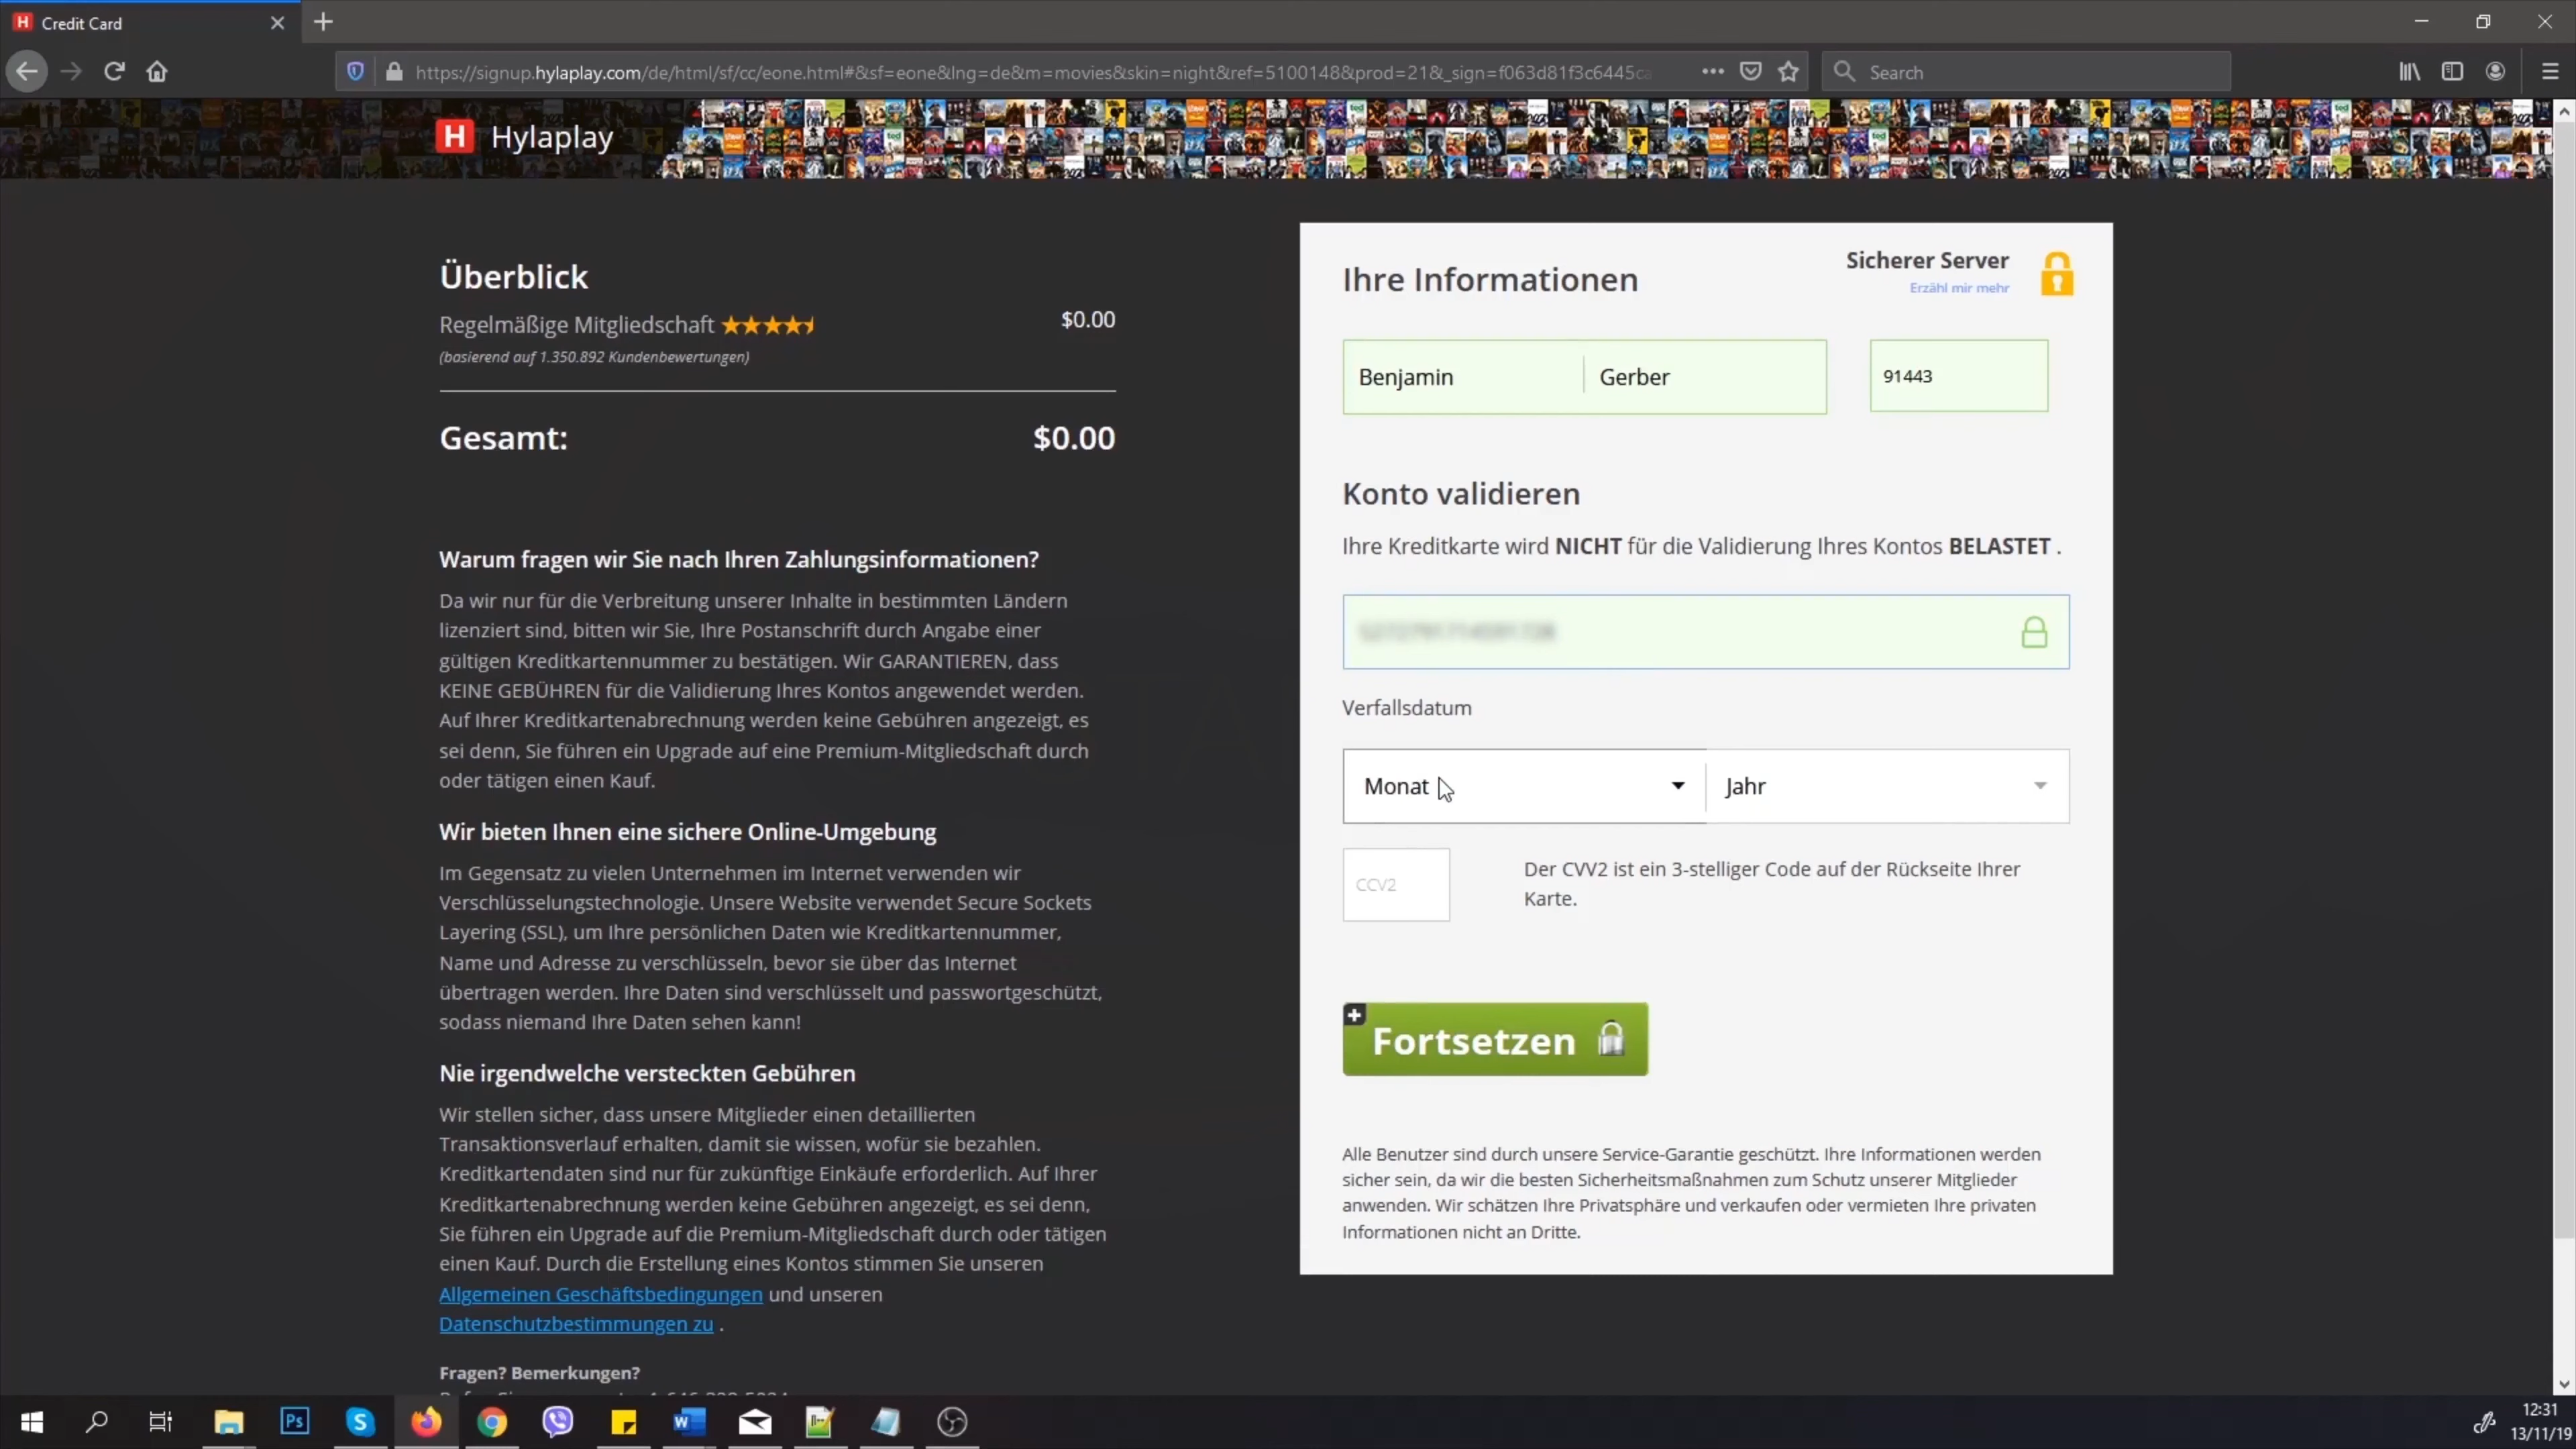 Credit Card
https://signup.hylaplay.com/de/html/sf/cc/eone.html#&sf=eone&lng=de&m=movies&skin=night&ref=5100148&prod=21&_sign=f063d81f3c6445c
Search
H Hylaplay
Überblick
Regelmäßige Mitgliedschaft $0.00
(basierend auf 1.350.892 Kundenbewertungen)
Gesamt: $0.00
Warum fragen wir Sie nach Ihren Zahlungsinformationen?
Da wir nur für die Verbreitung unserer Inhalte in bestimmten Ländern
lizenziert sind, bitten wir Sie, Ihre Postanschrift durch Angabe einer
gültigen Kreditkartennummer zu bestätigen. Wir GARANTIEREN, dass
KEINE GEBÜHREN für die Validierung Ihres Kontos angewendet werden.
Auf Ihrer Kreditkartenabrechnung werden keine Gebühren angezeigt, es
sei denn, Sie führen ein Upgrade auf eine Premium-Mitgliedschaft durch
oder tätigen einen Kauf.
Wir bieten Ihnen eine sichere Online-Umgebung
Im Gegensatz zu vielen Unternehmen im Internet verwenden wir
Verschlüsselungstechnologie. Unsere Website verwendet Secure Sockets
Layering (SSL), um Ihre persönlichen Daten wie Kreditkartennummer,
Name und Adresse zu verschlüsseln, bevor sie über das Internet
übertragen werden. Ihre Daten sind verschlüsselt und passwortgeschützt,
sodass niemand Ihre Daten sehen kann!
Nie irgendwelche versteckten Gebühren
Wir stellen sicher, dass unsere Mitglieder einen detaillierten
Transaktionsverlauf erhalten, damit sie wissen, wofür sie bezahlen.
Kreditkartendaten sind nur für zukünftige Einkäufe erforderlich. Auf Ihrer
Kreditkartenabrechnung werden keine Gebühren angezeigt, es sei denn,
Sie führen ein Upgrade auf die Premium-Mitgliedschaft durch oder tätigen
einen Kauf. Durch die Erstellung eines Kontos stimmen Sie unseren
Allgemeinen Geschäftsbedingungen und unseren
Datenschutzbestimmungen zu .
Fragen? Bemerkungen?
Ihre Informationen
Sicherer Server
Erzähl mir mehr
Benjamin Gerber 91443
Konto validieren
Ihre Kreditkarte wird NICHT für die Validierung Ihres Kontos BELASTET .
Verfallsdatum
Monat Jahr
CCV2
Der CVV2 ist ein 3-stelliger Code auf der Rückseite Ihrer
Karte.
Fortsetzen
Alle Benutzer sind durch unsere Service-Garantie geschützt. Ihre Informationen werden
sicher sein, da wir die besten Sicherheitsmaßnahmen zum Schutz unserer Mitglieder
anwenden. Wir schätzen Ihre Privatsphäre und verkaufen oder vermieten Ihre privaten
Informationen nicht an Dritte.
12:31
13/11/19